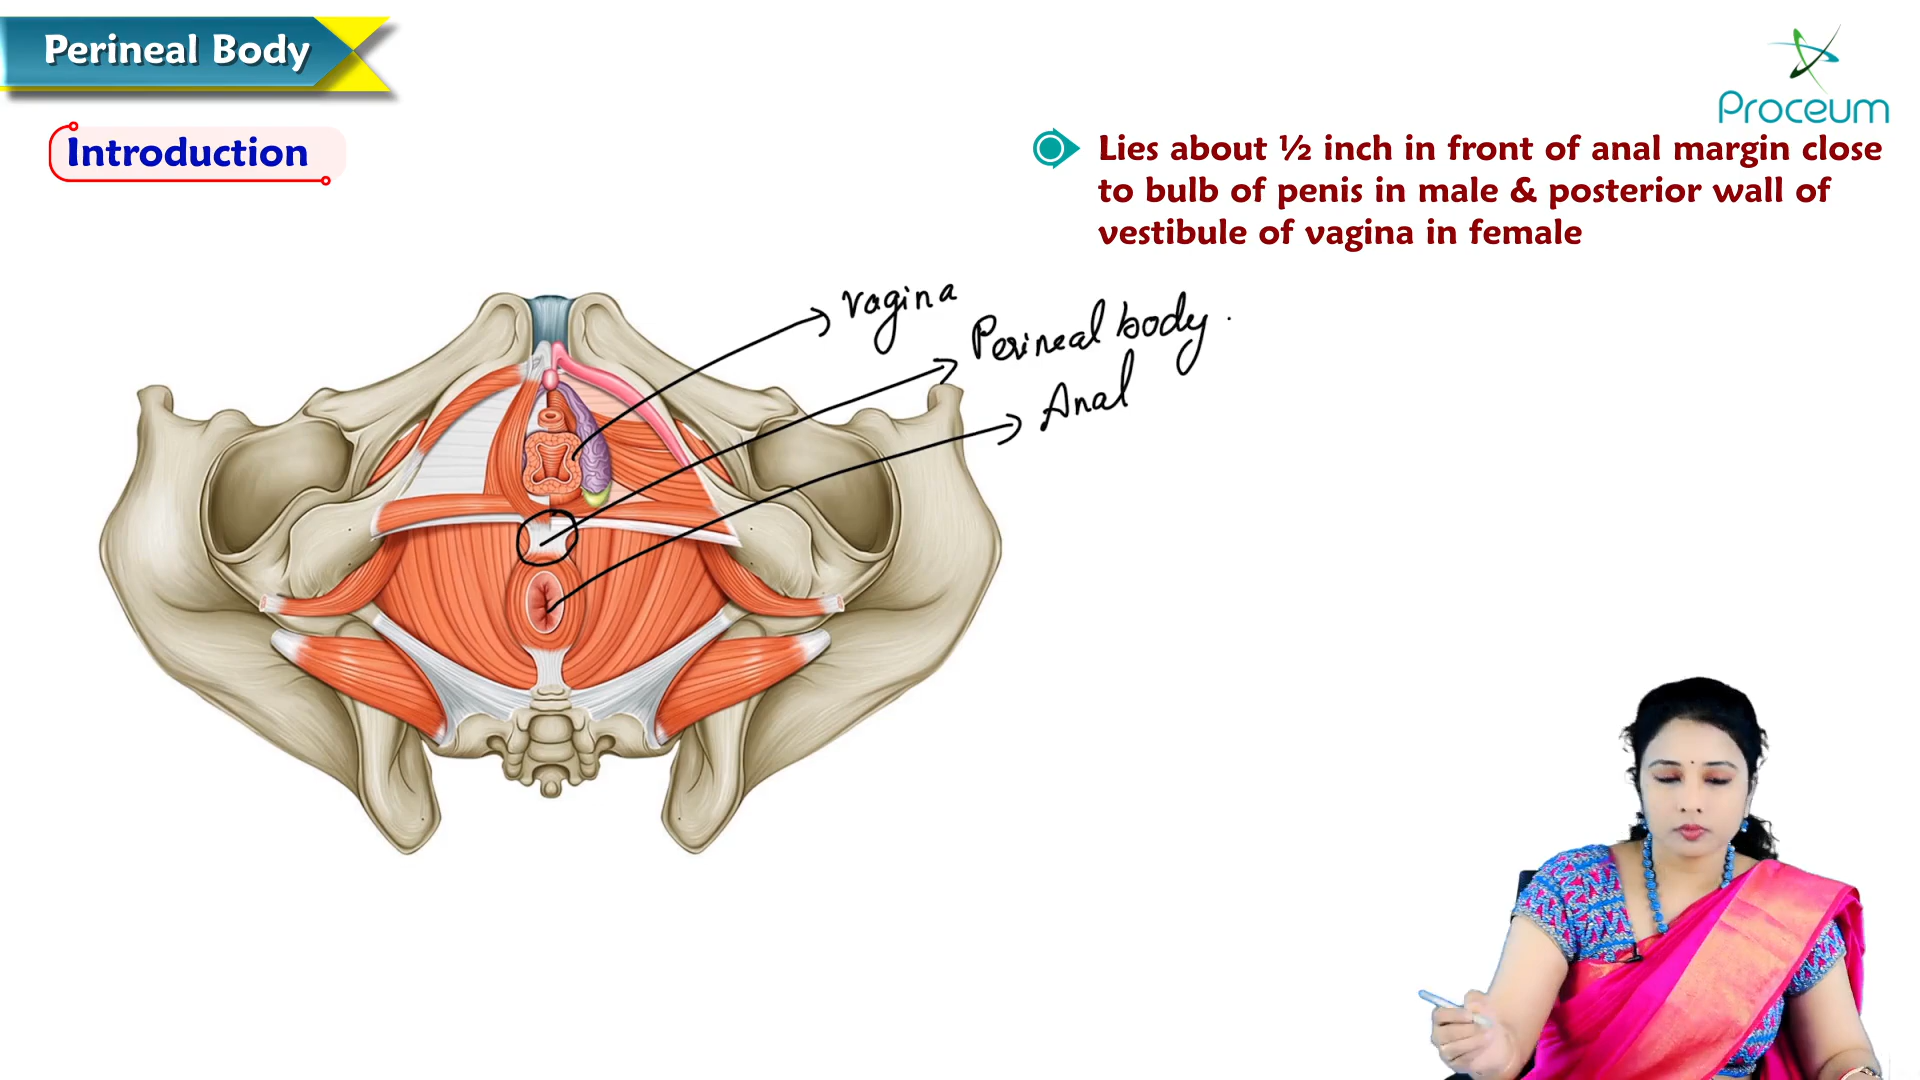 Perineal Body
Proceum
Introduction
Lies about ½ inch in front of anal margin close
to bulb of penis in male & posterior wall of
vestibule of vagina in female
Vagina
Perineal body.
Anal